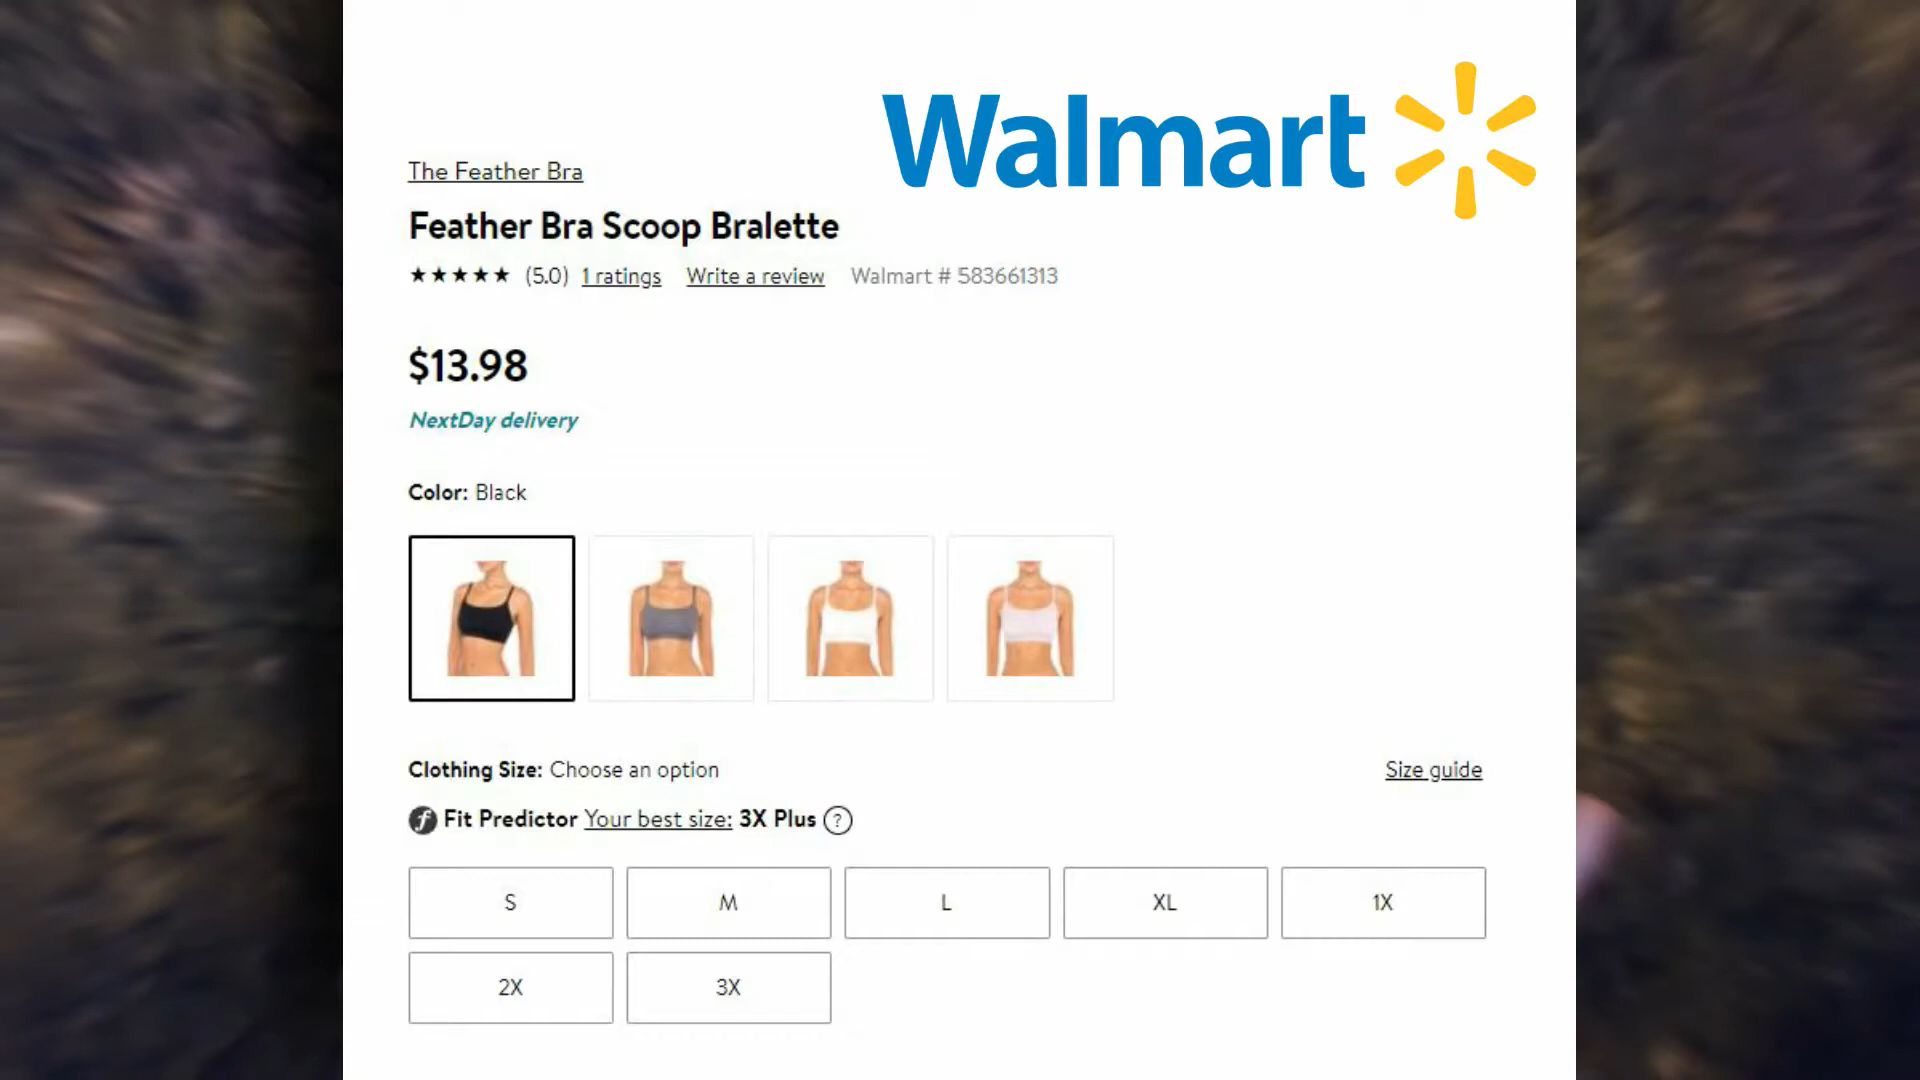 Walmart
The Feather Bra
Feather Bra Scoop Bralette
★★★★★ (5.0) 1 ratings Write a review Walmart # 583661313
$13.98
NextDay delivery
Color: Black
Clothing Size: Choose an option Size guide
f Fit Predictor Your best size: 3X Plus ?
S M L XL 1X
2X 3X